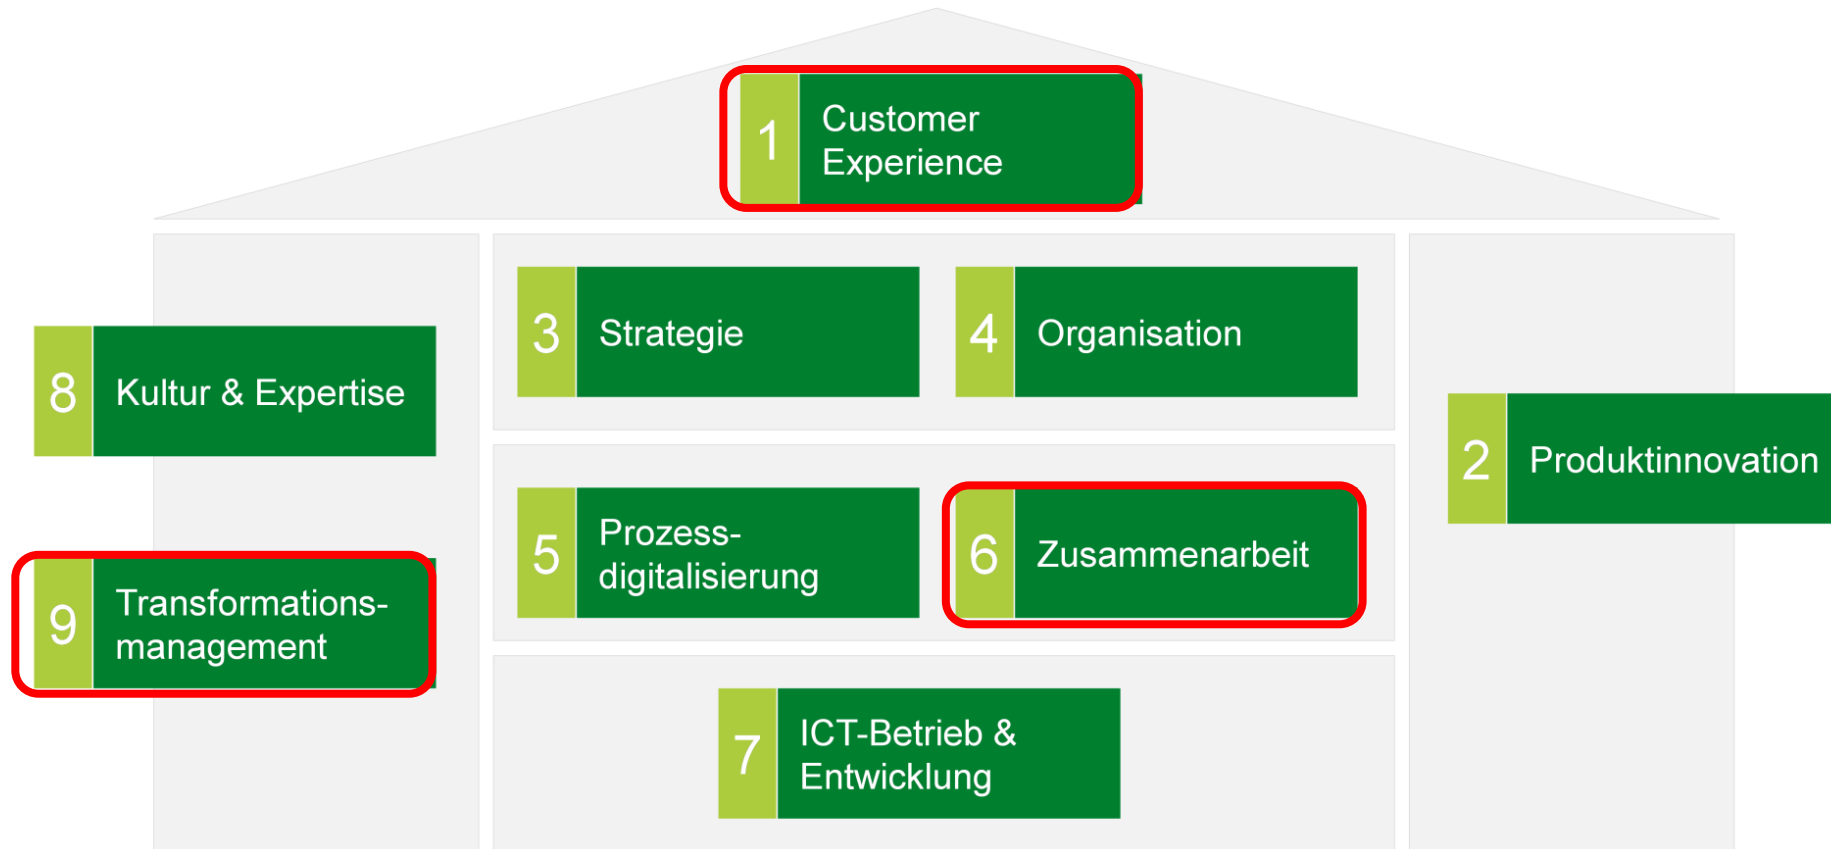 1
Customer
Experience
3
Strategie
4
Organisation
8
Kultur & Expertise
2
Produktinnovation
5
Prozess-
digitalisierung
6
Zusammenarbeit
9
Transformations-
management
7
ICT-Betrieb &
Entwicklung